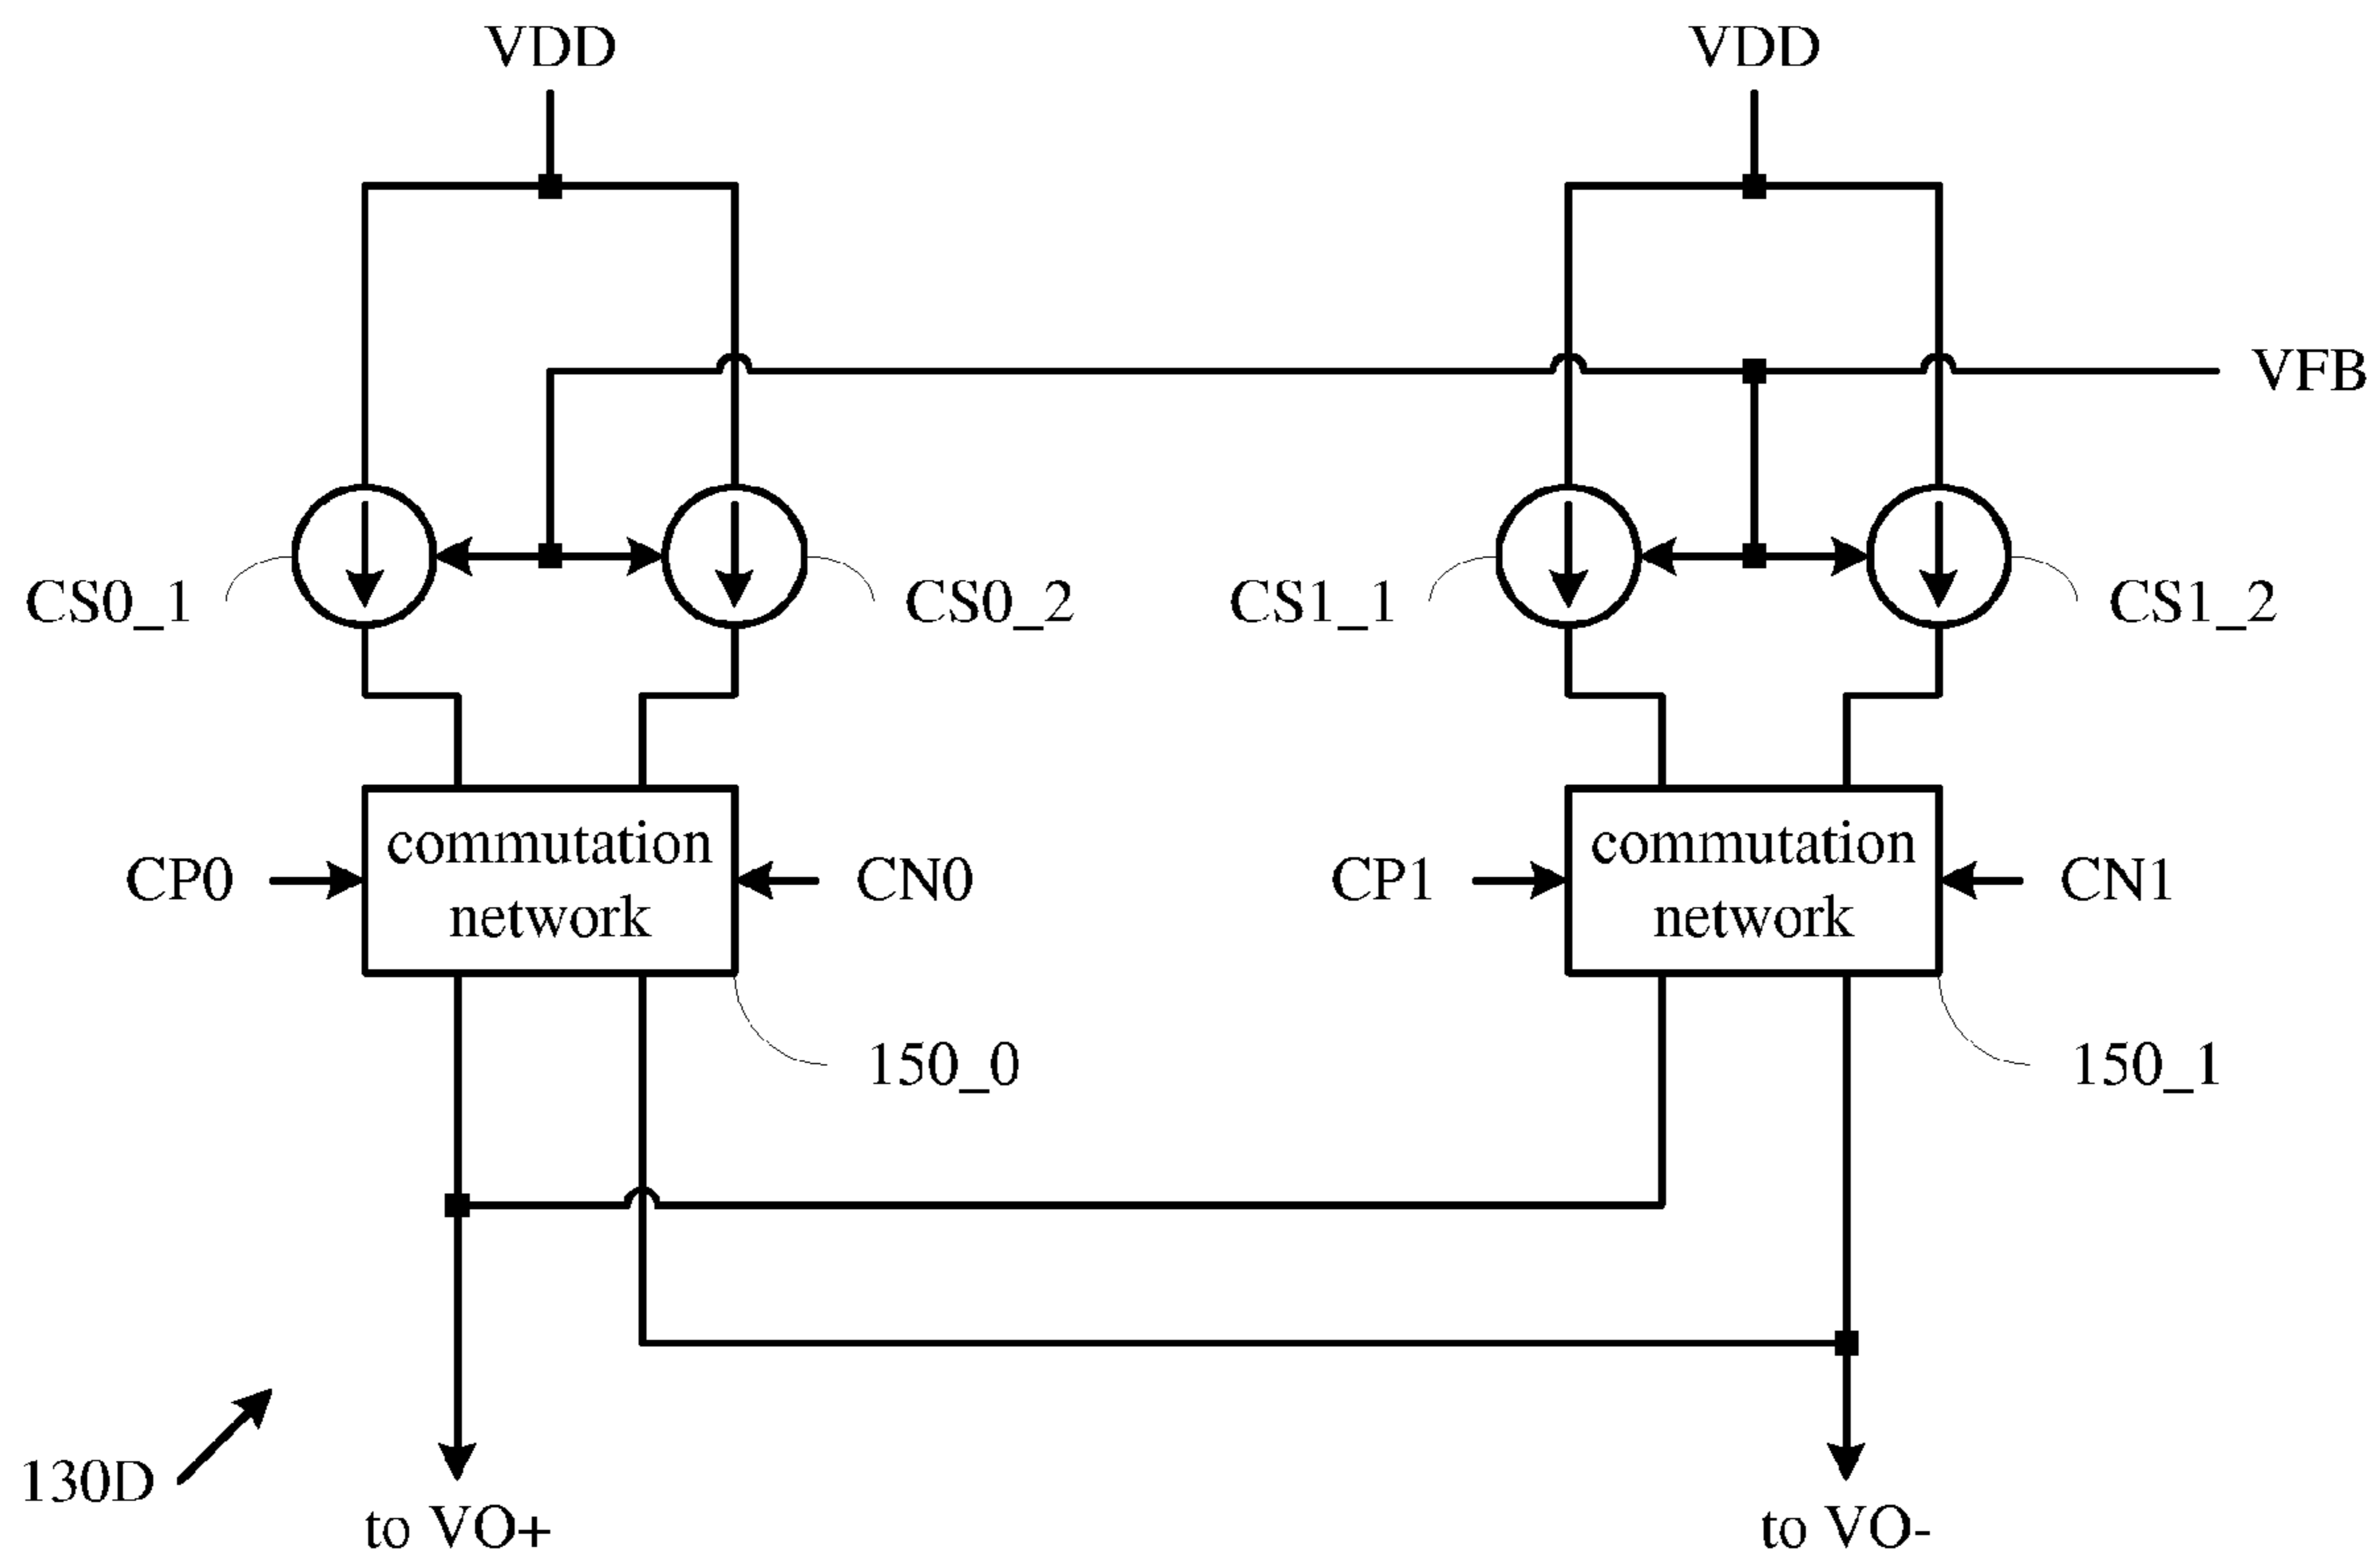 VDD
VDD
VFB
CS0_1
CS0_2
CS1_1
CS1_2
commutation
network
commutation
network
CP0
CN0
CP1
CN1
150_0
150_1
130D
to VO+
to VO-